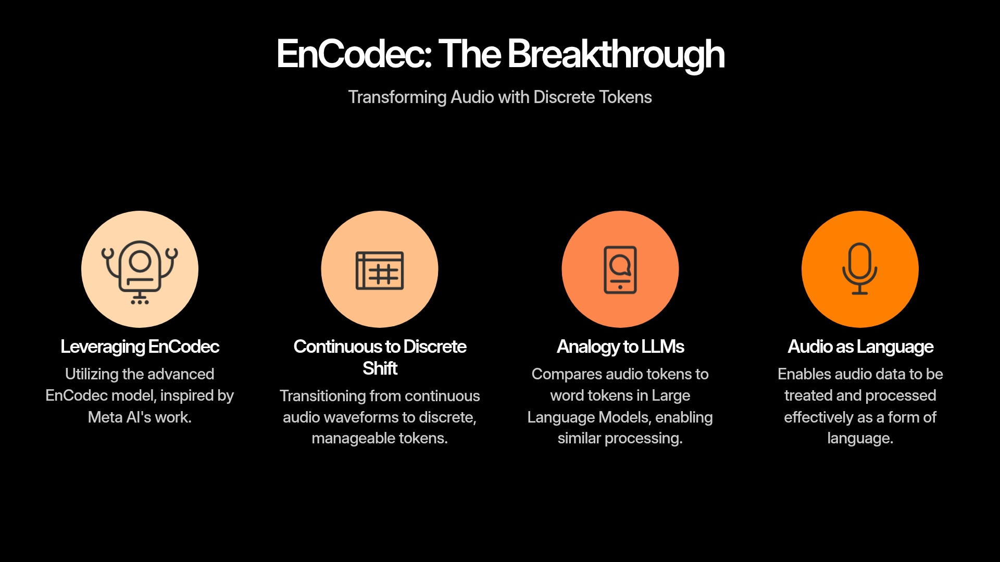 EnCodec: The Breakthrough
Transforming Audio with Discrete Tokens
Leveraging EnCodec
Utilizing the advanced
EnCodec model, inspired by
Meta AI's work.
Continuous to Discrete
Shift
Transitioning from continuous
audio waveforms to discrete,
manageable tokens.
Analogy to LLMs
Compares audio tokens to
word tokens in Large
Language Models, enabling
similar processing.
Audio as Language
Enables audio data to be
treated and processed
effectively as a form of
language.